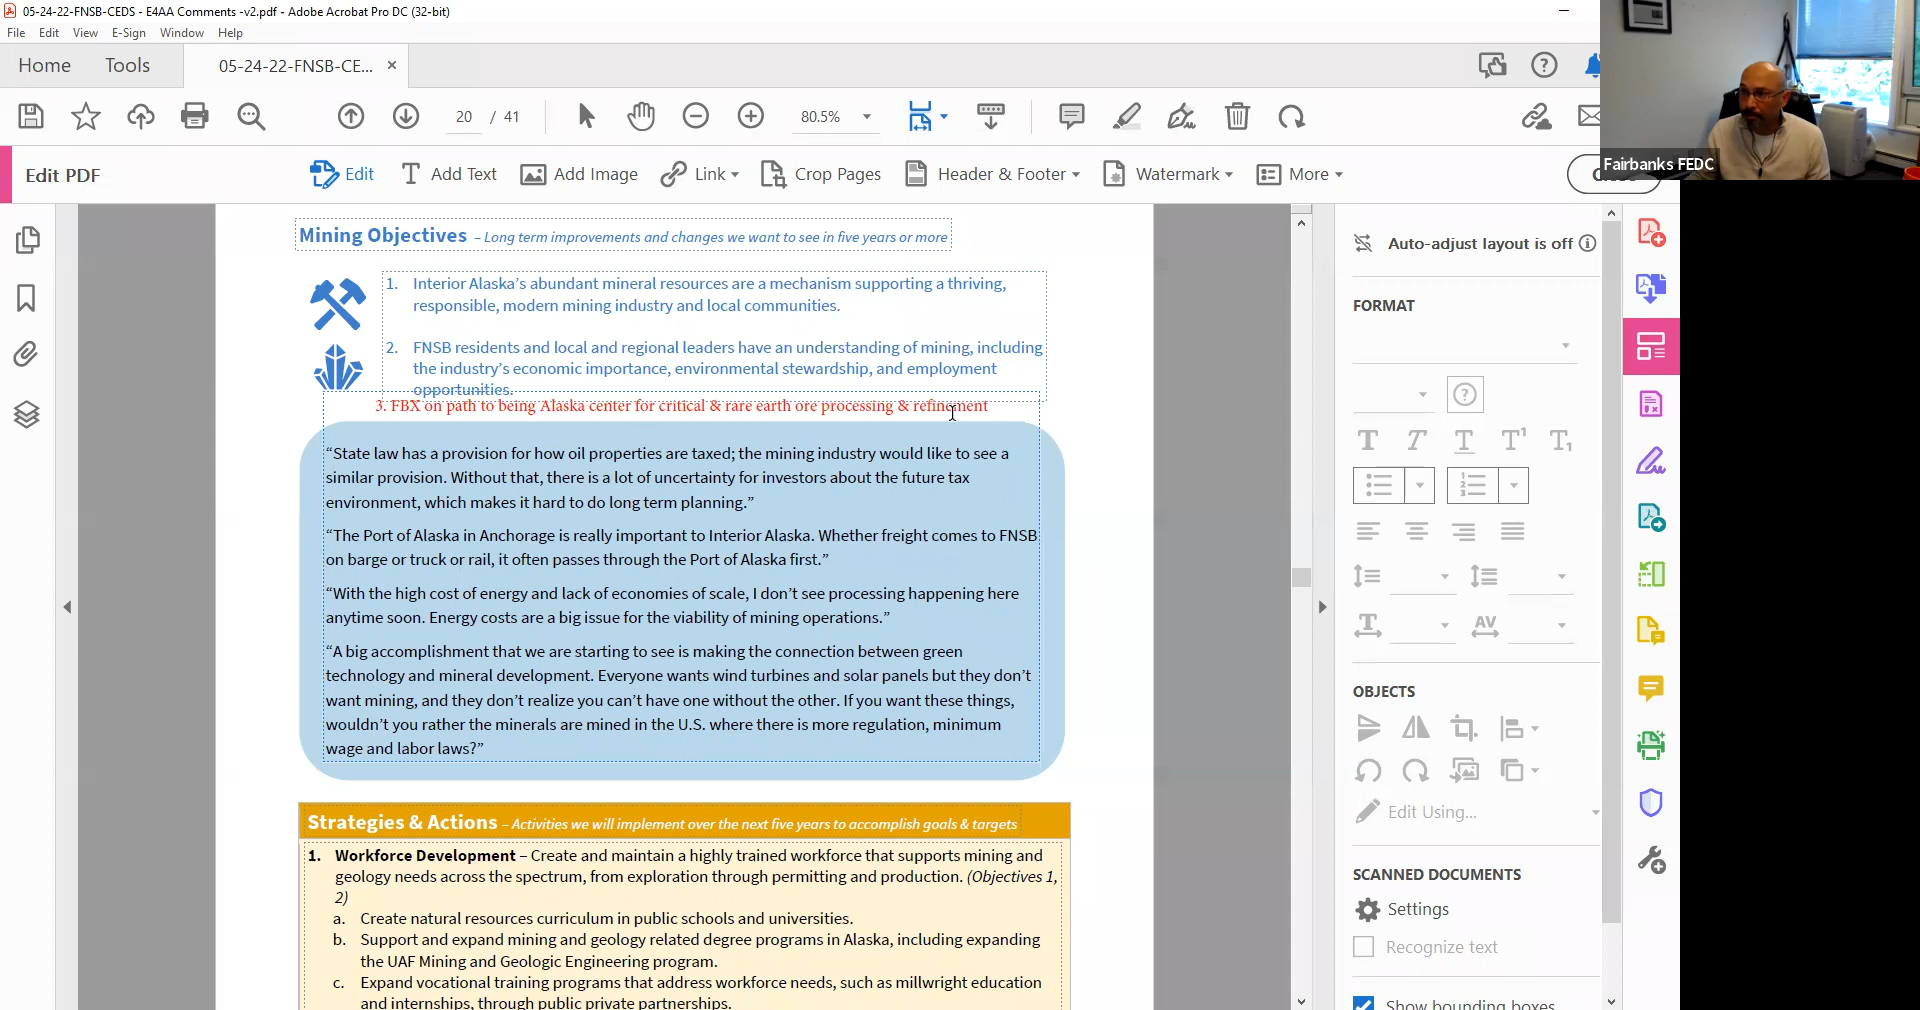 05-24-22-FNSB-CEDS - E4AA Comments -v2.pdf - Adobe Acrobat Pro DC (32-bit)
File Edit View E-Sign Window Help
Home Tools 05-24-22-FNSB-CE...
20 / 41 80.5%
Edit PDF Edit Add Text Add Image Link Crop Pages Header & Footer Watermark More
Fairbanks FEDC
Mining Objectives – Long term improvements and changes we want to see in five years or more
1. Interior Alaska’s abundant mineral resources are a mechanism supporting a thriving,
responsible, modern mining industry and local communities.
2. FNSB residents and local and regional leaders have an understanding of mining, including
the industry’s economic importance, environmental stewardship, and employment
opportunities.
3. FBX on path to being Alaska center for critical & rare earth ore processing & refinement
“State law has a provision for how oil properties are taxed; the mining industry would like to see a
similar provision. Without that, there is a lot of uncertainty for investors about the future tax
environment, which makes it hard to do long term planning.”
“The Port of Alaska in Anchorage is really important to Interior Alaska. Whether freight comes to FNSB
on barge or truck or rail, it often passes through the Port of Alaska first.”
“With the high cost of energy and lack of economies of scale, I don’t see processing happening here
anytime soon. Energy costs are a big issue for the viability of mining operations.”
“A big accomplishment that we are starting to see is making the connection between green
technology and mineral development. Everyone wants wind turbines and solar panels but they don’t
want mining, and they don’t realize you can’t have one without the other. If you want these things,
wouldn’t you rather the minerals are mined in the U.S. where there is more regulation, minimum
wage and labor laws?”
Strategies & Actions – Activities we will implement over the next five years to accomplish goals & targets
1. Workforce Development – Create and maintain a highly trained workforce that supports mining and
geology needs across the spectrum, from exploration through permitting and production. (Objectives 1,
2)
a. Create natural resources curriculum in public schools and universities.
b. Support and expand mining and geology related degree programs in Alaska, including expanding
the UAF Mining and Geologic Engineering program.
c. Expand vocational training programs that address workforce needs, such as millwright education
and internships, through public private partnerships.
Auto-adjust layout is off
FORMAT
OBJECTS
Edit Using...
SCANNED DOCUMENTS
Settings
Recognize text
Show bounding boxes